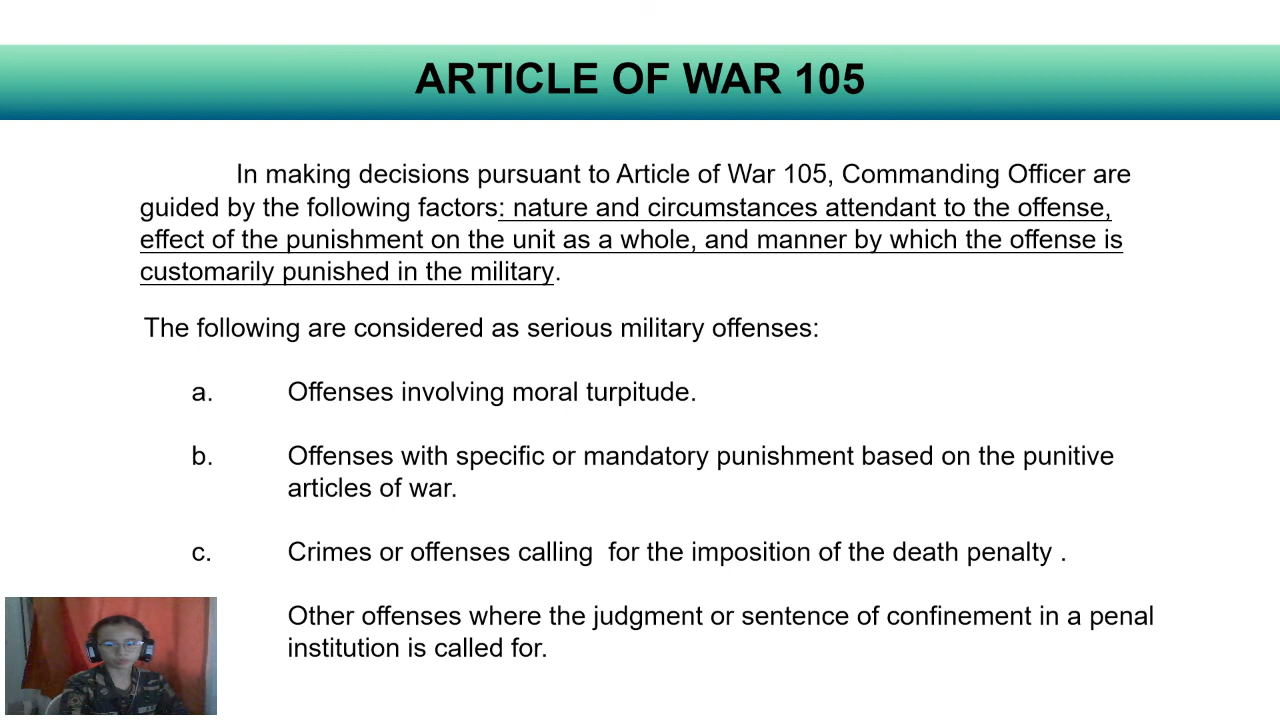 ARTICLE OF WAR 105
In making decisions pursuant to Article of War 105, Commanding Officer are
guided by the following factors: nature and circumstances attendant to the offense,
effect of the punishment on the unit as a whole, and manner by which the offense is
customarily punished in the military.
The following are considered as serious military offenses:
a. Offenses involving moral turpitude.
b. Offenses with specific or mandatory punishment based on the punitive
articles of war.
c. Crimes or offenses calling  for the imposition of the death penalty .
Other offenses where the judgment or sentence of confinement in a penal
institution is called for.